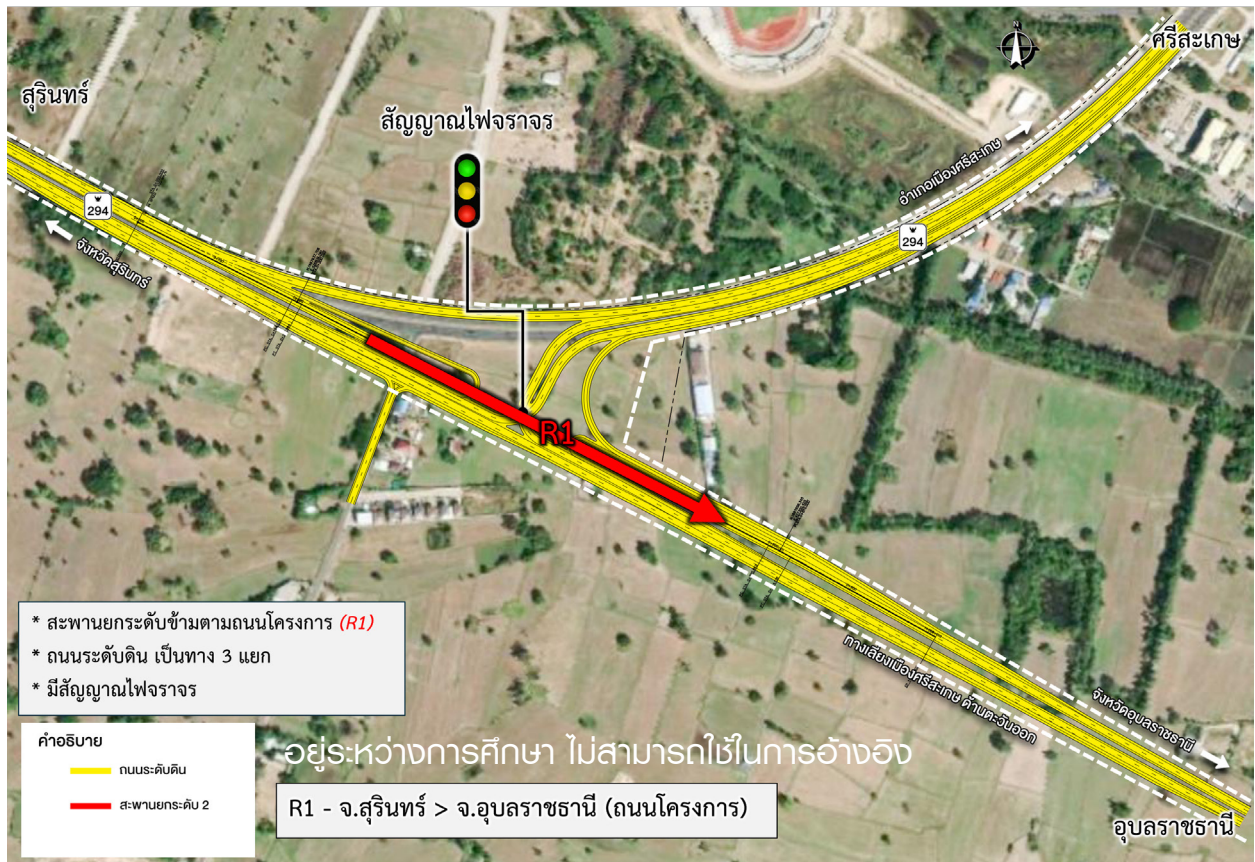 N
ศรีสะเกษ
สุรินทร์
สัญญาณไฟจราจร
อำเภอเมืองศรีสะเกษ
294
294
จังหวัดสุรินทร์
R1
* สะพานยกระดับข้ามตามถนนโครงการ (R1)
* ถนนระดับดิน เป็นทาง 3 แยก
* มีสัญญาณไฟจราจร
ทางเลี่ยงเมืองศรีสะเกษ ด้านตะวันออก
จังหวัดอุบลราชธานี
คำอธิบาย
ถนนระดับดิน
สะพานยกระดับ 2
อยู่ระหว่างการศึกษา ไม่สามารถใช้ในการอ้างอิง
R1 - จ.สุรินทร์ > จ.อุบลราชธานี (ถนนโครงการ)
อุบลราชธานี